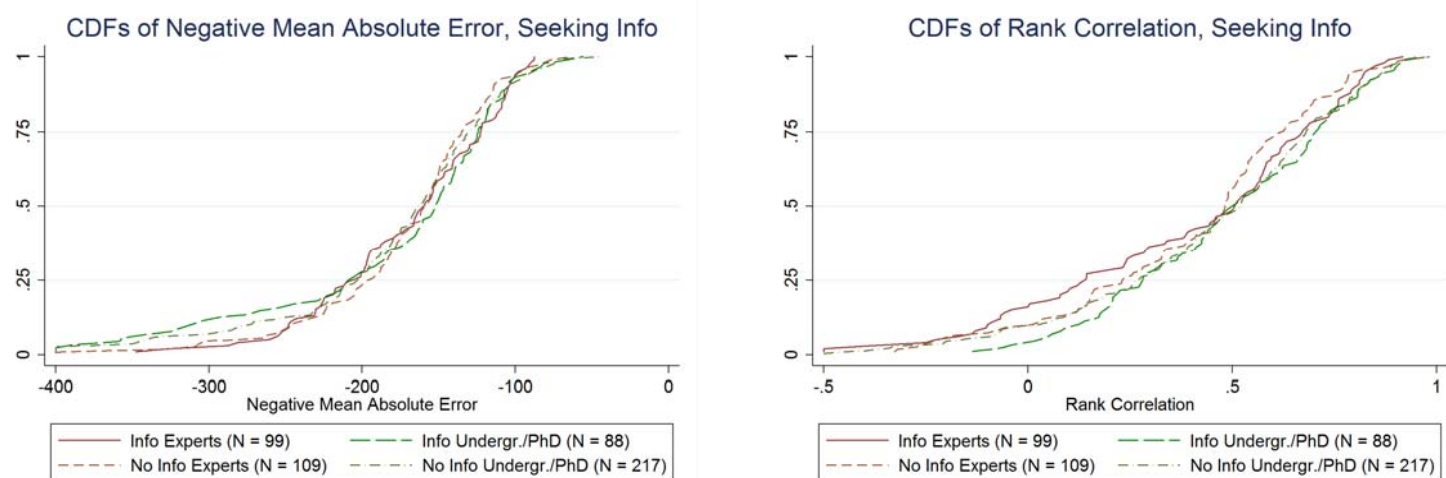 CDFs of Negative Mean Absolute Error, Seeking Info
1
.75
.5
.25
0
-400
-300
-200
-100
0
Negative Mean Absolute Error
Info Experts (N = 99)
Info Undergr./PhD (N = 88)
No Info Experts (N = 109)
No Info Undergr./PhD (N = 217)
CDFs of Rank Correlation, Seeking Info
1
.75
.5
.25
0
-.5
0
.5
1
Rank Correlation
Info Experts (N = 99)
Info Undergr./PhD (N = 88)
No Info Experts (N = 109)
No Info Undergr./PhD (N = 217)